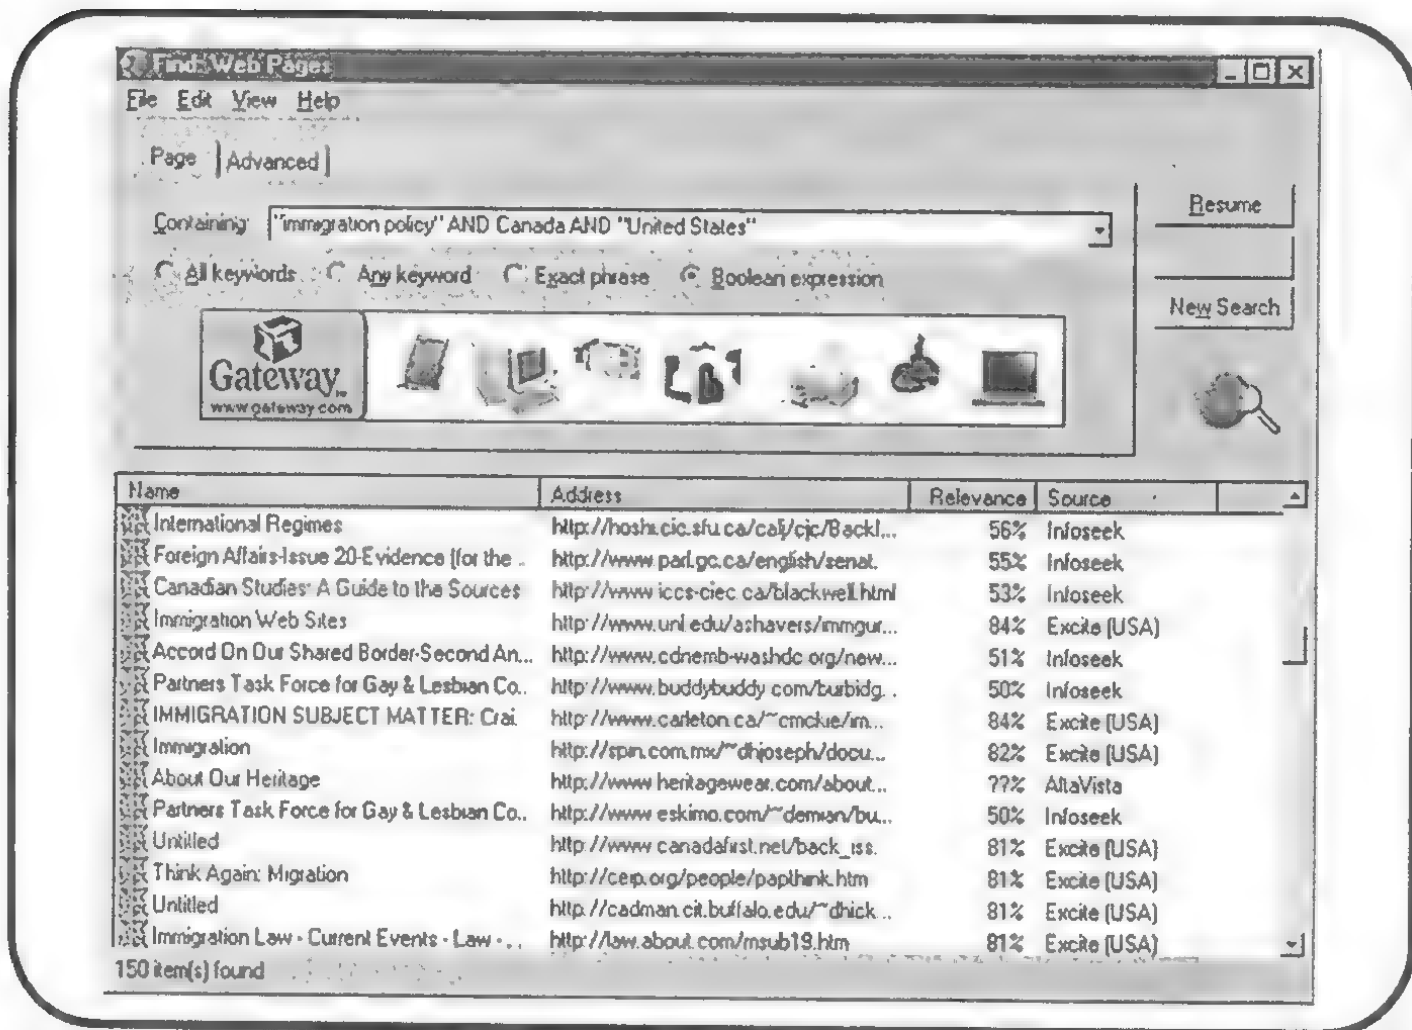 Find: Web Pages
File Edit View Help
Page Advanced
Containing: "immigration policy" AND Canada AND "United States"
Resume
All keywords Any keyword Exact phrase Boolean expression
New Search
Gateway
www.gateway.com
Name Address Relevance Source
International Regimes http://hoshi.cic.sfu.ca/calj/cjc/BackI... 56% Infoseek
Foreign Affairs-Issue 20-Evidence (for the .. http://www.parl.gc.ca/english/senat. 55% Infoseek
Canadian Studies: A Guide to the Sources http://www.iccs-ciec.ca/blackwell.html 53% Infoseek
Immigration Web Sites http://www.unl.edu/ashavers/immgur... 84% Excite (USA)
Accord On Our Shared Border-Second An... http://www.cdnemb-washdc.org/new... 51% Infoseek
Partners Task Force for Gay & Lesbian Co.. http://www.buddybuddy.com/burbidg. . 50% Infoseek
IMMIGRATION SUBJECT MATTER: Crai. http://www.carleton.ca/~cmckie/im... 84% Excite (USA)
Immigration http://spin.com.mx/~dhjoseph/docu... 82% Excite (USA)
About Our Heritage http://www.heritagewear.com/about... ??% AltaVista
Partners Task Force for Gay & Lesbian Co.. http://www.eskimo.com/~demian/bu... 50% Infoseek
Untitled http://www.canadafirst.net/back_iss. 81% Excite (USA)
Think Again: Migration http://ceip.org/people/papthink.htm 81% Excite (USA)
Untitled http://cadman.cit.buffalo.edu/~dhick... 81% Excite (USA)
Immigration Law - Current Events - Law - ... http://law.about.com/msub19.htm 81% Excite (USA)
150 item(s) found